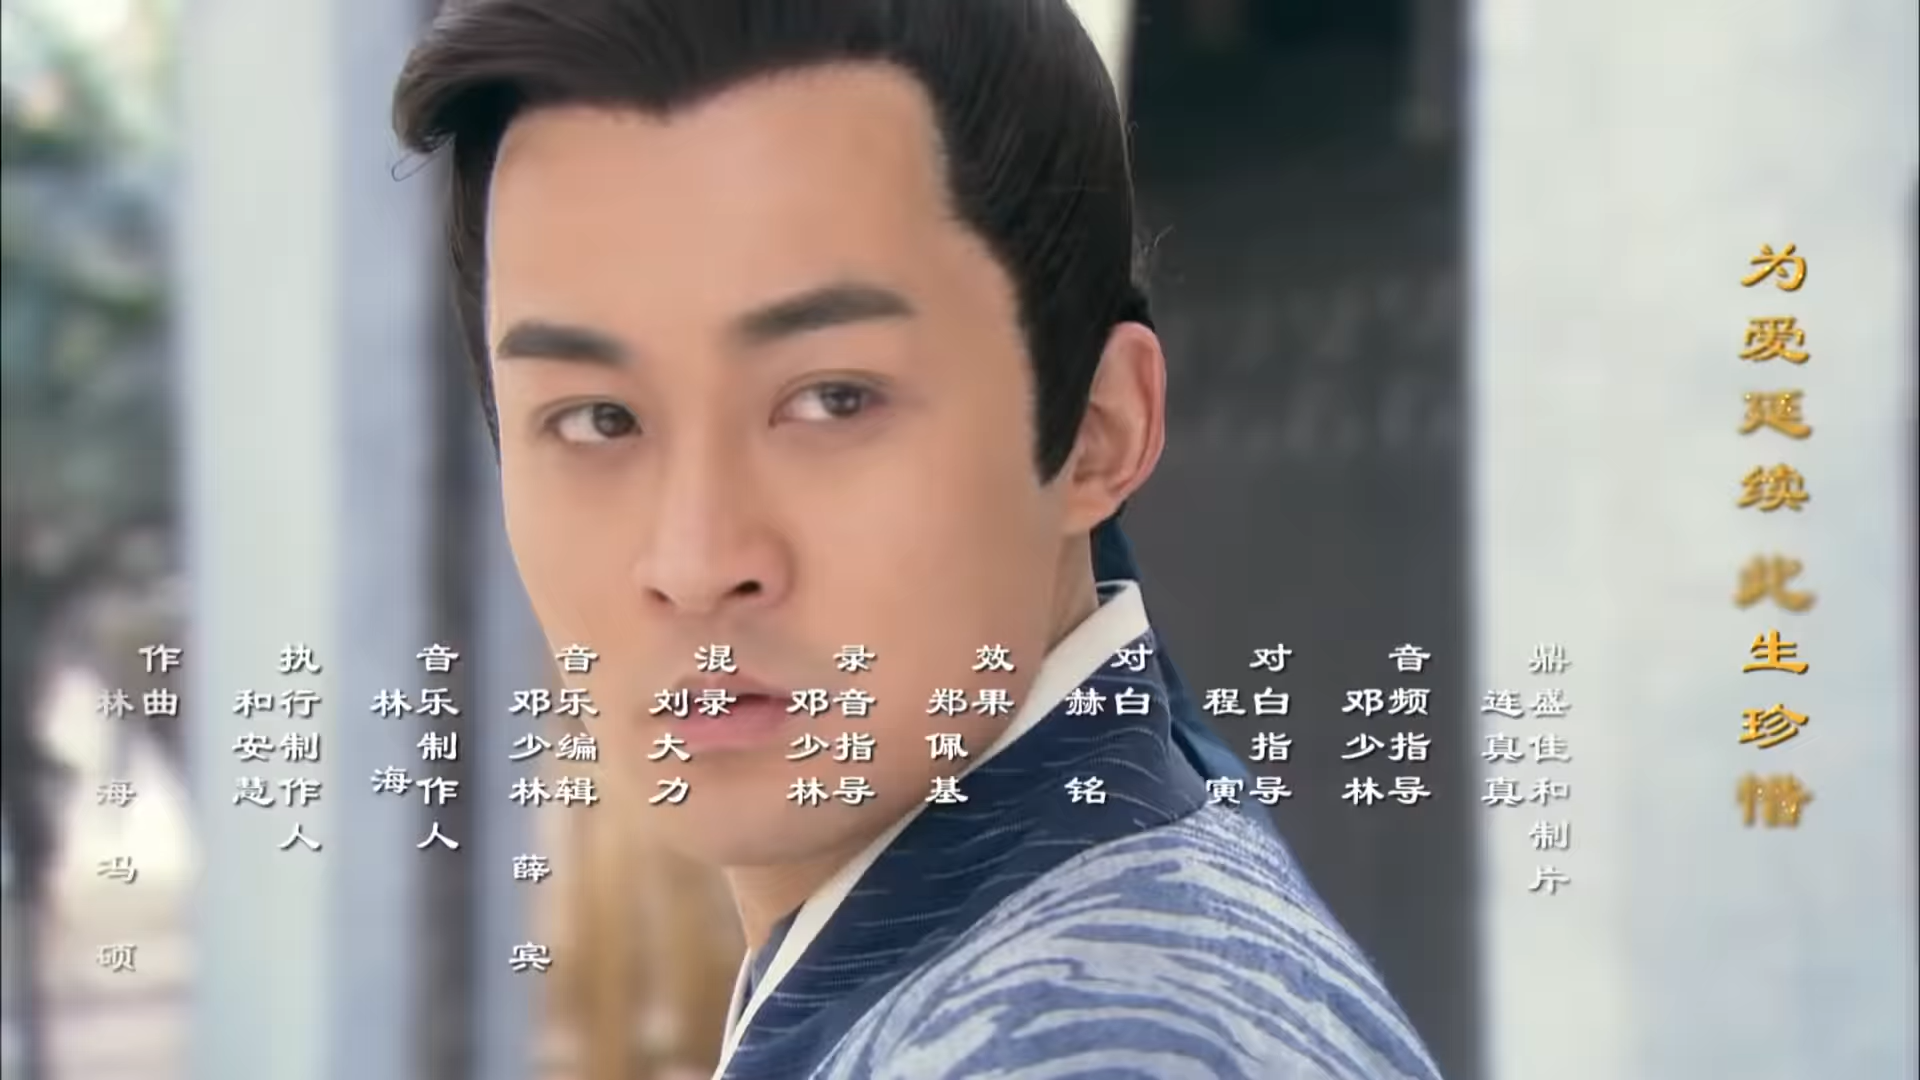 为爱延续 此生珍惜
鼎盛佳和制片
连真真
音频指导
邓少林
对白指导
程寅
对白
赫铭
效果
郑佩基
录音指导
邓少林
混录
刘大力
音乐编辑
邓少林 薛宾
音乐制作人
林海
执行制作人
和安慧
作曲
林海 冯硕